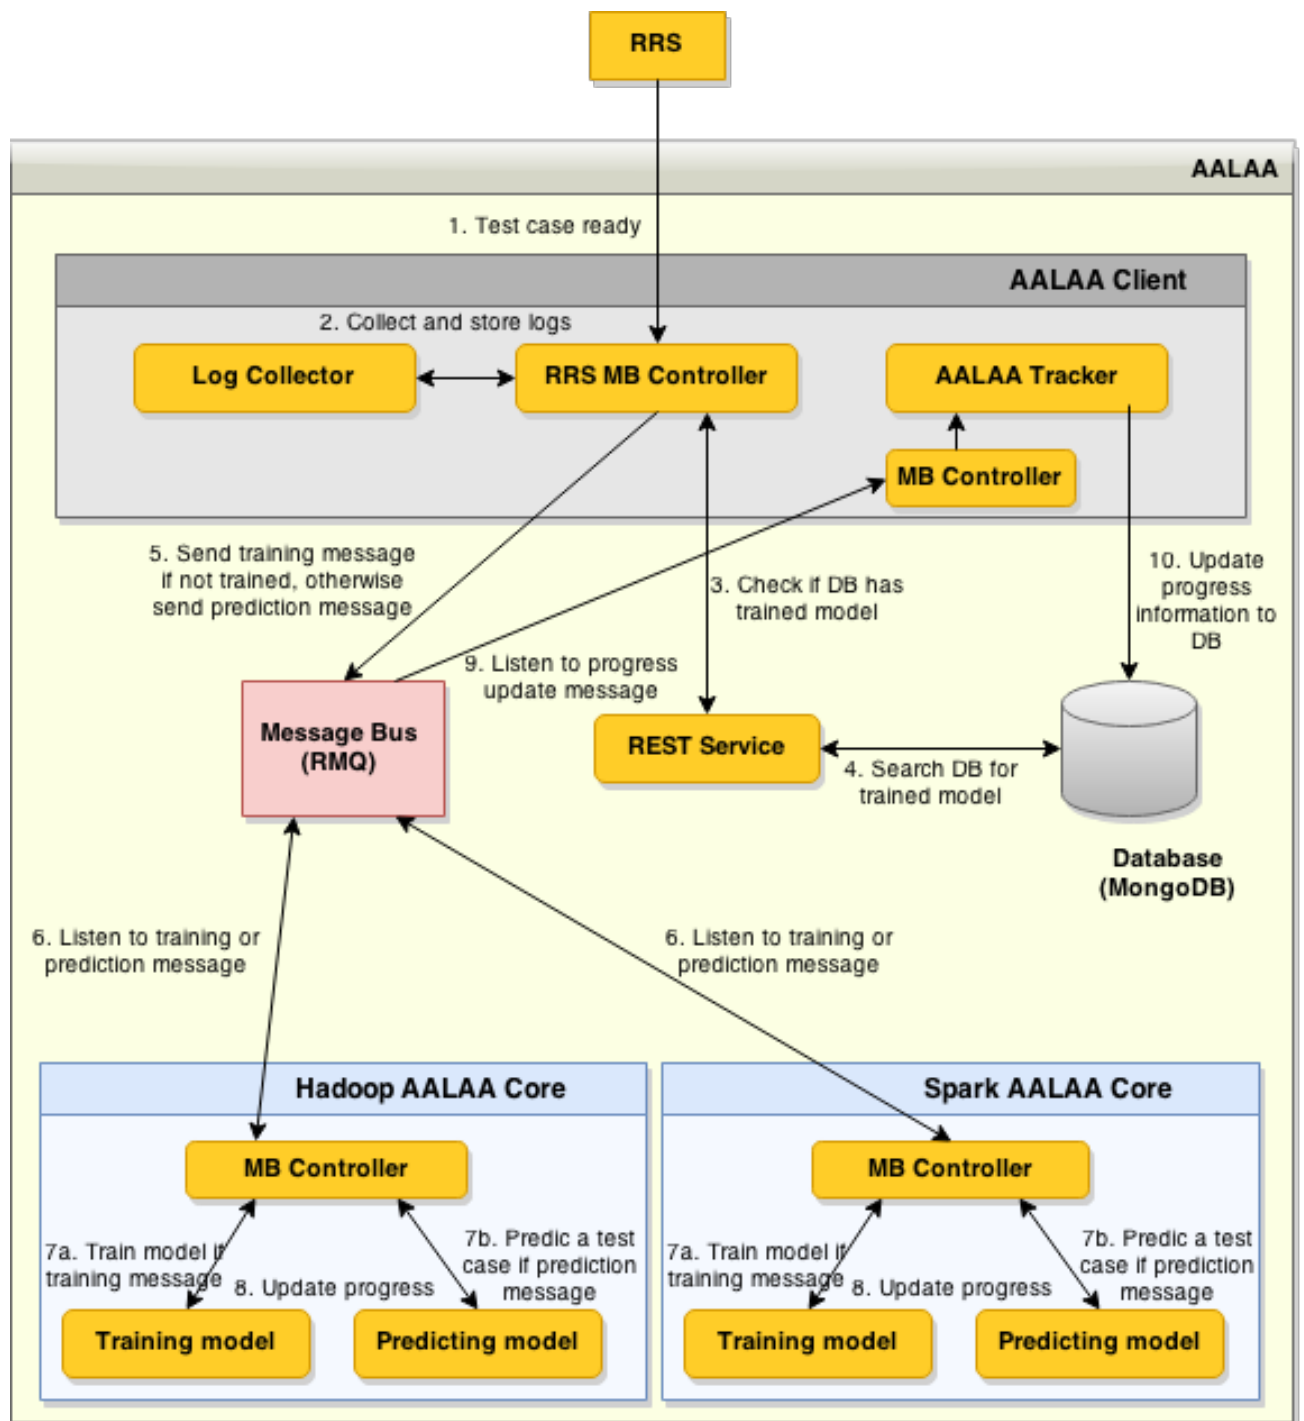 RRS
AALAA
1. Test case ready
AALAA Client
2. Collect and store logs
Log Collector
RRS MB Controller
AALAA Tracker
MB Controller
5. Send training message
if not trained, otherwise
send prediction message
3. Check if DB has
trained model
10. Update
progress
information to
DB
9. Listen to progress
update message
Message Bus
(RMQ)
REST Service
4. Search DB for
trained model
Database
(MongoDB)
6. Listen to training or
prediction message
6. Listen to training or
prediction message
Hadoop AALAA Core
MB Controller
7a. Train model if
training message
7b. Predic a test
case if prediction
message
8. Update progress
Training model
Predicting model
Spark AALAA Core
MB Controller
7a. Train model if
training message
7b. Predic a test
case if prediction
message
8. Update progress
Training model
Predicting model